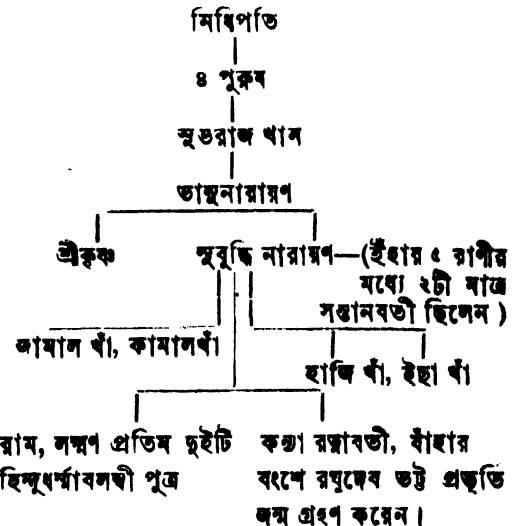 নিধিপতি
৪ পুরুষ
সুভরাজ খান
ভানুনারায়ণ
শ্রীকৃষ্ণ সুবুদ্ধি নারায়ণ—(ইঁহার ৫ রাণীর
মধ্যে ২টী মাত্র
সন্তানবতী ছিলেন )
জামাল খাঁ, কামালখাঁ
হাজি খাঁ, ইছা খাঁ
রাম, লক্ষ্মণ প্রতিম দুইটি
হিন্দুধর্ম্মাবলম্বী পুত্র
কন্যা রত্নাবতী, যাঁহার
বংশে রঘুদেব ভট্ট প্রভৃতি
জন্ম গ্রহণ করেন।